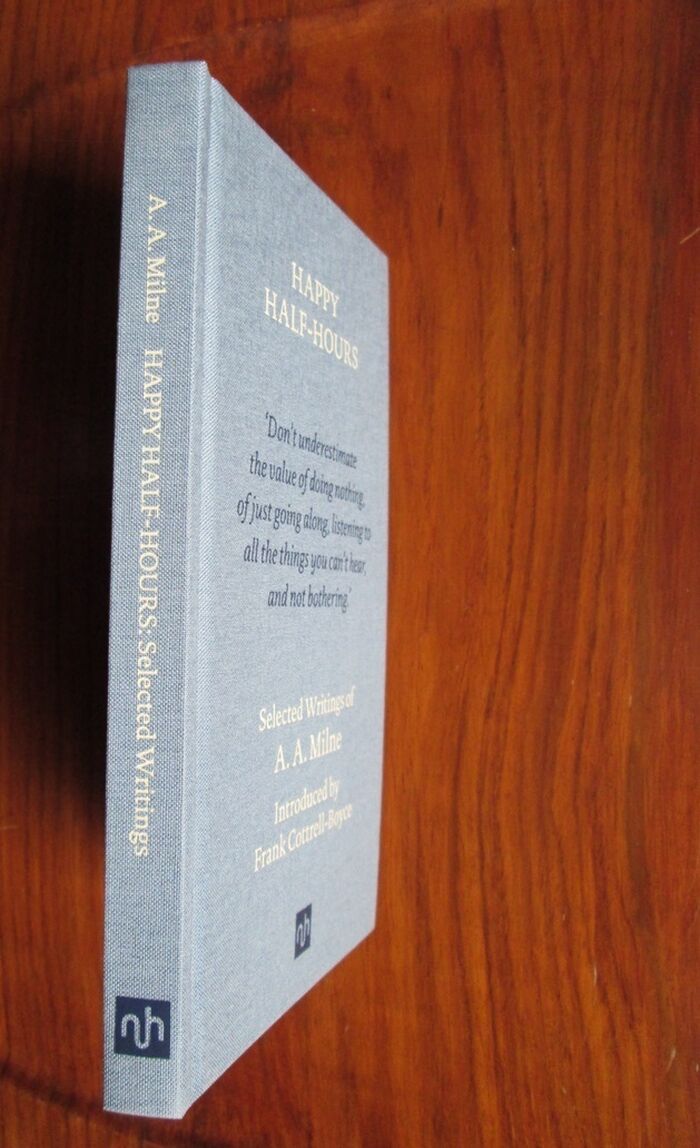 A. A. Milne HAPPY HALF-HOURS: Selected Writings
nh
HAPPY
HALF-HOURS
‘Don’t underestimate
the value of doing nothing,
of just going along, listening to
all the things you can’t hear,
and not bothering.’
Selected Writings of
A. A. Milne
Introduced by
Frank Cottrell-Boyce
nh